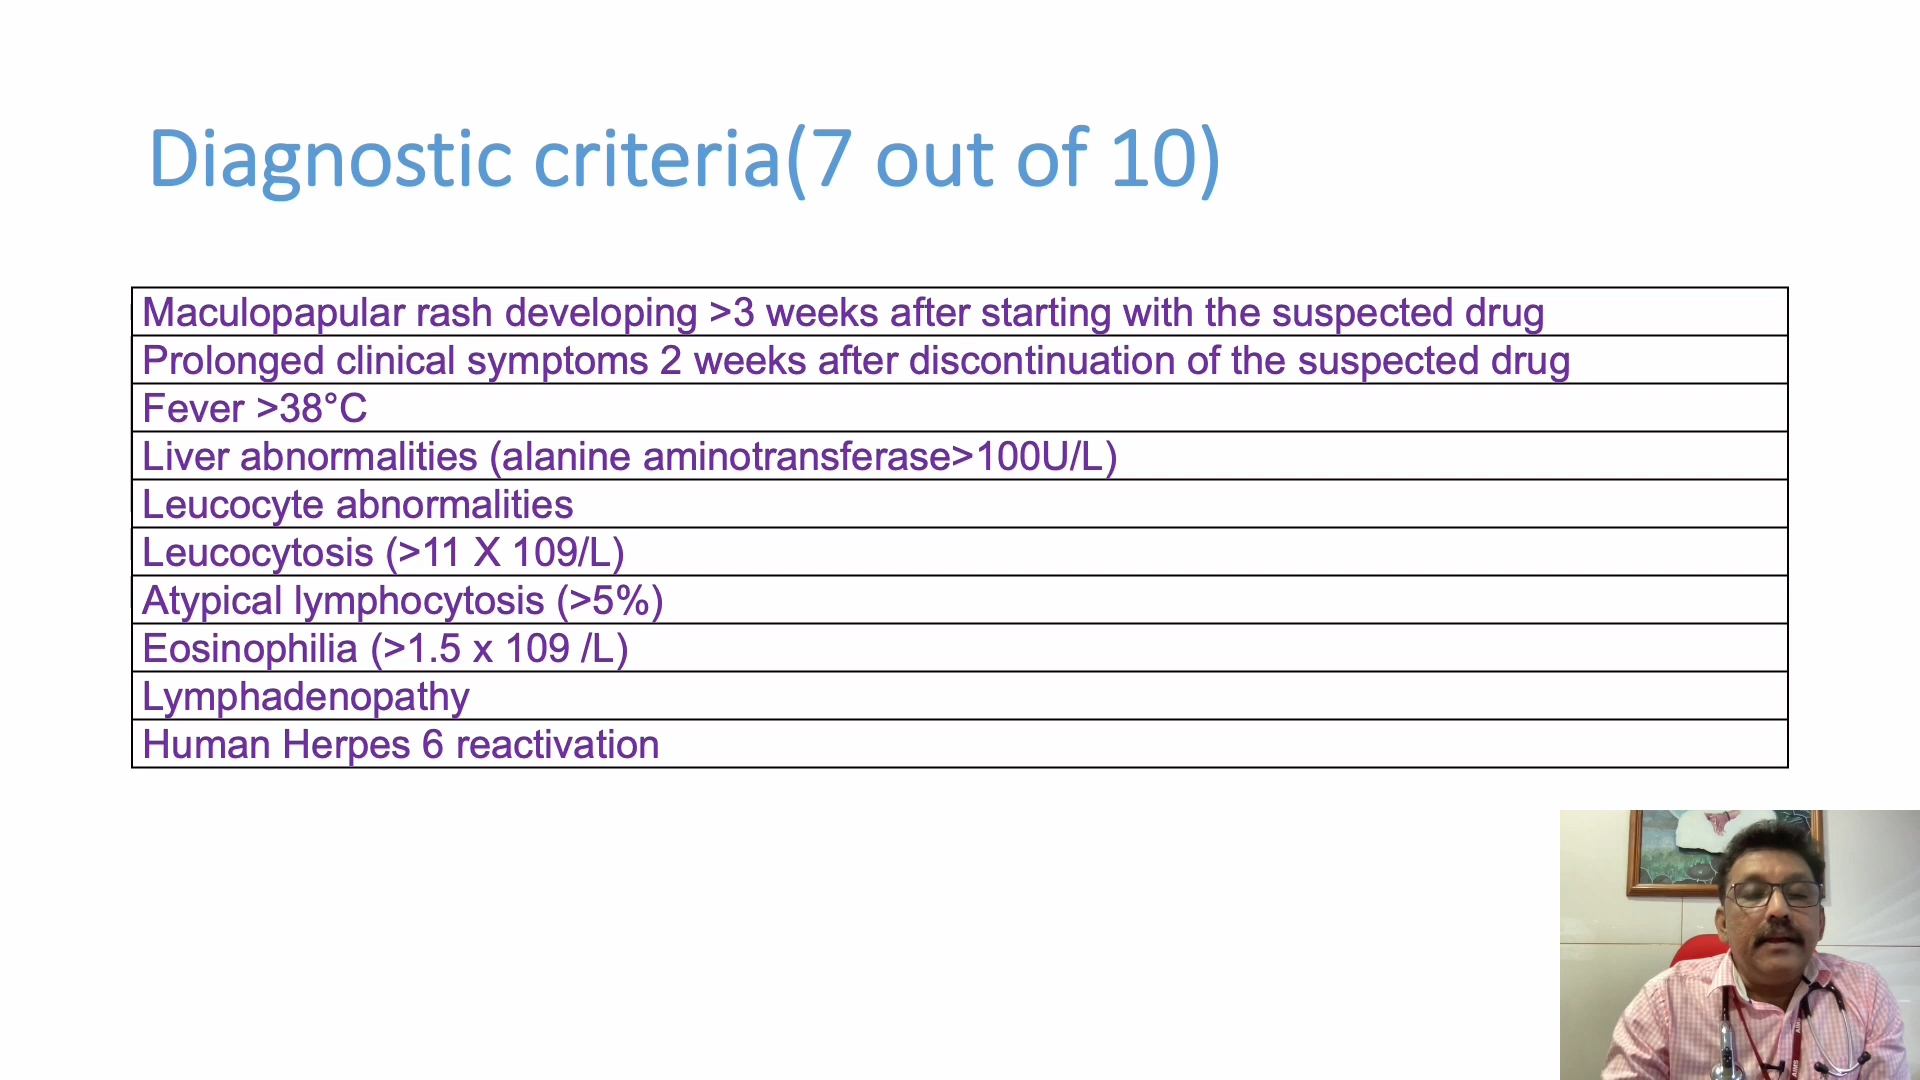 Diagnostic criteria(7 out of 10)
Maculopapular rash developing >3 weeks after starting with the suspected drug
Prolonged clinical symptoms 2 weeks after discontinuation of the suspected drug
Fever >38°C
Liver abnormalities (alanine aminotransferase>100U/L)
Leucocyte abnormalities
Leucocytosis (>11 X 109/L)
Atypical lymphocytosis (>5%)
Eosinophilia (>1.5 x 109 /L)
Lymphadenopathy
Human Herpes 6 reactivation